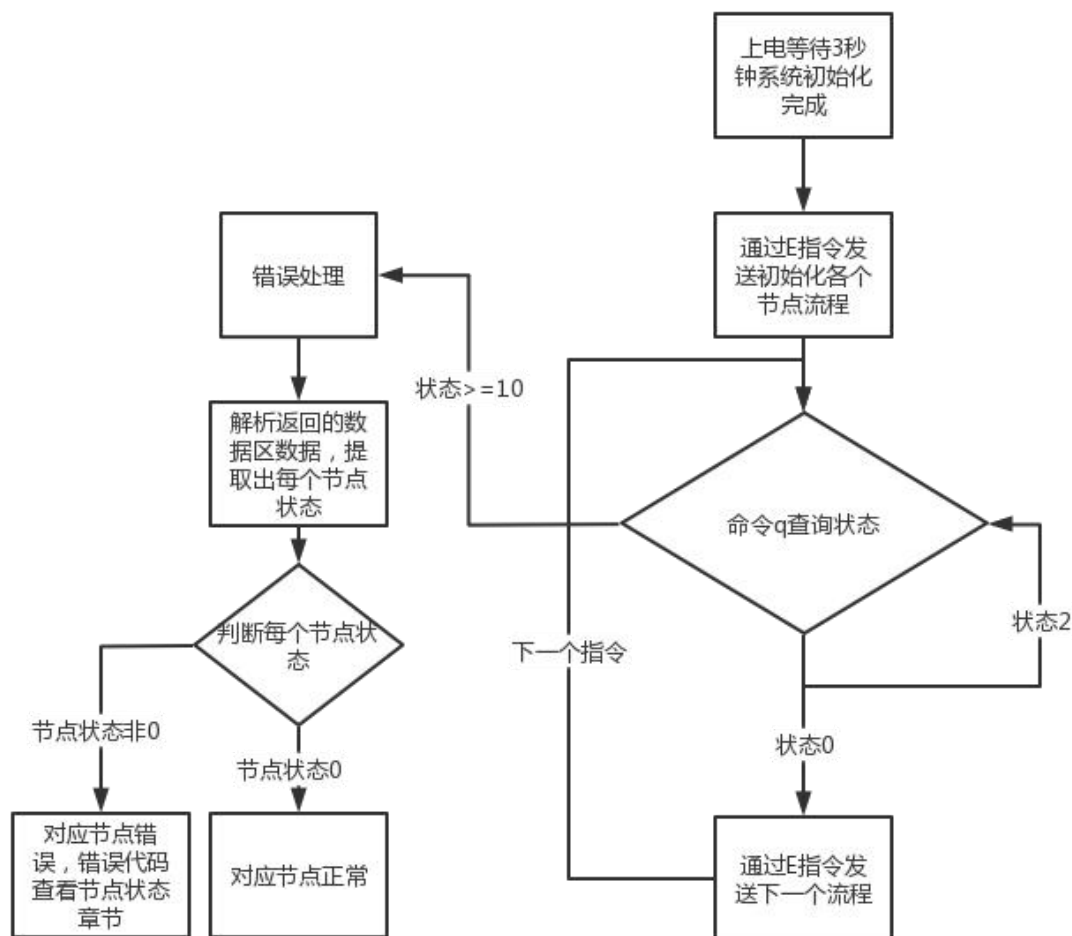 上电等待3秒
钟系统初始化
完成
通过E指令发
送初始化各个
节点流程
错误处理
状态>=10
解析返回的数
据区数据，提
取出每个节点
状态
命令q查询状态
状态2
下一个指令
判断每个节点状
态
节点状态非0
节点状态0
状态0
对应节点错
误，错误代码
查看节点状态
章节
对应节点正常
通过E指令发
送下一个流程